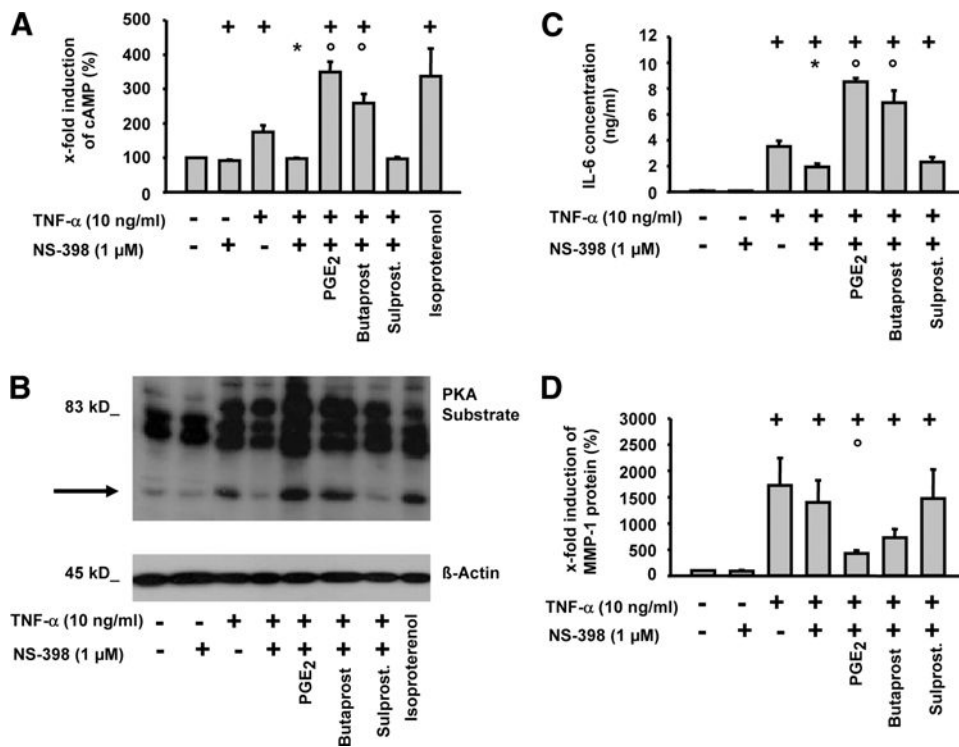 A
x-fold induction
of cAMP (%)
500
400
300
200
100
0
+ + + + +
* ° °
TNF-α (10 ng/ml) - - + + + + +
NS-398 (1 µM) - + - + + + +
PGE2
Butaprost
Sulprost.
Isoproterenol
B
83 kD_
PKA
Substrate
45 kD_
ß-Actin
TNF-α (10 ng/ml) - - + + + + +
NS-398 (1 µM) - + - + + + +
PGE2
Butaprost
Sulprost.
Isoproterenol
C
IL-6 concentration
(ng/ml)
12
10
8
6
4
2
0
+ + + + +
* ° °
TNF-α (10 ng/ml) - - + + + + +
NS-398 (1 µM) - + - + + + +
PGE2
Butaprost
Sulprost.
D
x-fold induction of
MMP-1 protein (%)
3000
2500
2000
1500
1000
500
0
+ + + + +
°
TNF-α (10 ng/ml) - - + + + + +
NS-398 (1 µM) - + - + + + +
PGE2
Butaprost
Sulprost.